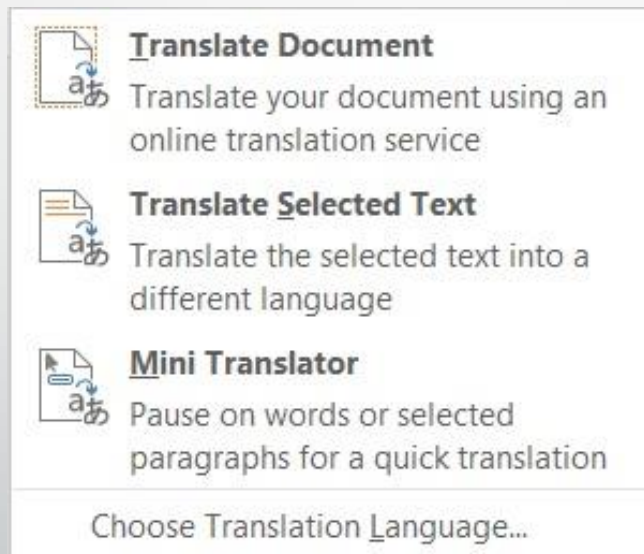 Translate Document
Translate your document using an
online translation service
Translate Selected Text
Translate the selected text into a
different language
Mini Translator
Pause on words or selected
paragraphs for a quick translation
Choose Translation Language...